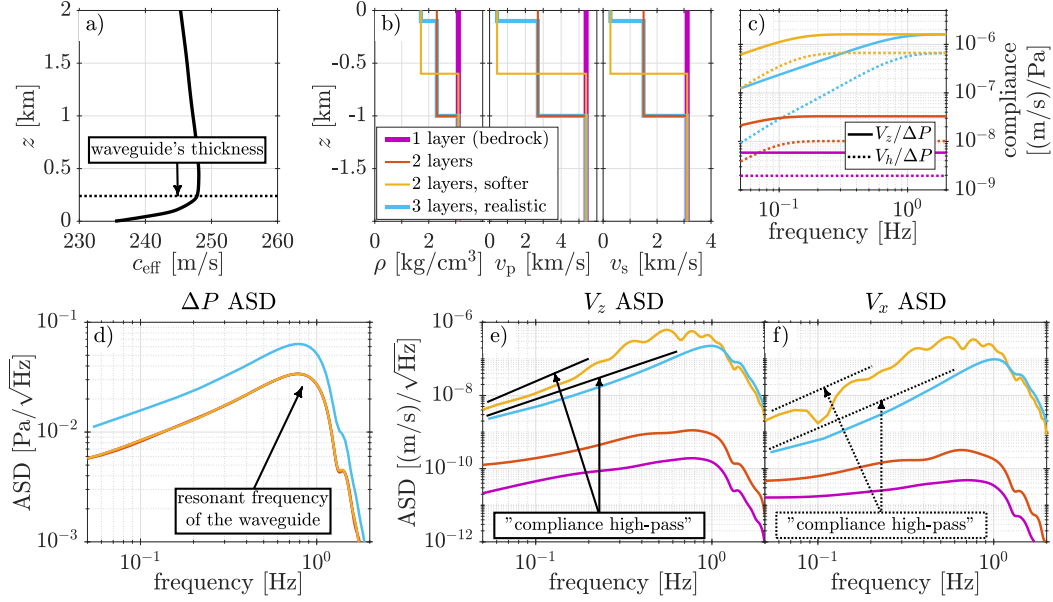 a)
2
1.5
1
0.5
0
z [km]
waveguide's thickness
230
240
250
260
c_eff [m/s]
b)
0
-0.5
-1
-1.5
z [km]
1 layer (bedrock)
2 layers
2 layers, softer
3 layers, realistic
0 2 4
0 2 4
0 2 4
ρ [kg/cm³]
v_p [km/s]
v_s [km/s]
c)
10⁻⁶
10⁻⁷
10⁻⁸
10⁻⁹
compliance
[(m/s)/Pa]
V_z/ΔP
V_h/ΔP
10⁻¹
10⁰
frequency [Hz]
ΔP ASD
d)
10⁻¹
10⁻²
10⁻³
ASD [Pa/√Hz]
resonant frequency
of the waveguide
10⁻¹
10⁰
frequency [Hz]
V_z ASD
e)
10⁻⁶
10⁻⁸
10⁻¹⁰
10⁻¹²
ASD [(m/s)/√Hz]
"compliance high-pass"
10⁻¹
10⁰
frequency [Hz]
V_x ASD
f)
"compliance high-pass"
10⁻¹
10⁰
frequency [Hz]